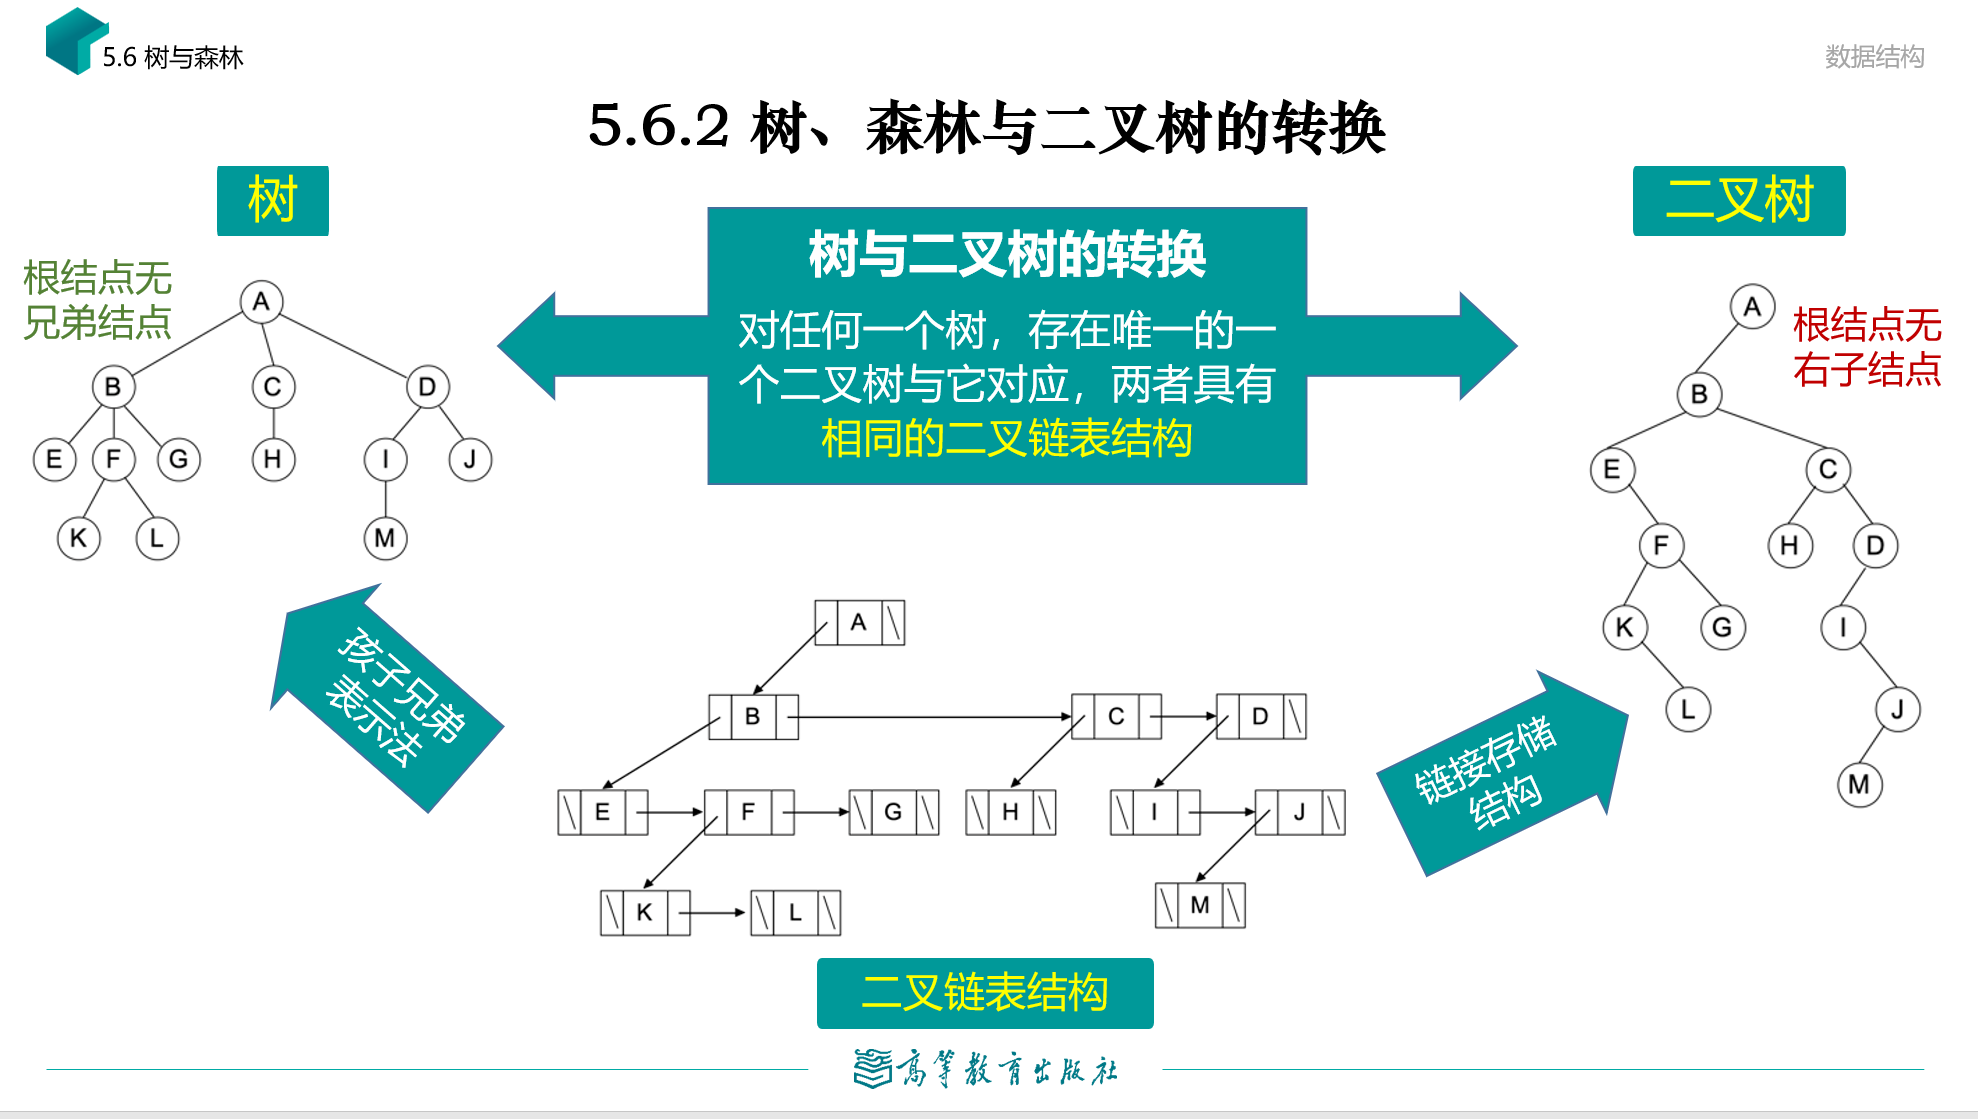 5.6 树与森林
数据结构
5.6.2 树、森林与二叉树的转换
树
二叉树
根结点无
兄弟结点
树与二叉树的转换
对任何一个树，存在唯一的一
个二叉树与它对应，两者具有
相同的二叉链表结构
根结点无
右子结点
A
B C D
E F G H I J
K L M
A
B
E C
F H D
K G I
L J
M
孩子兄弟
表示法
A
B C D
E F G H I J
K L M
链接存储
结构
二叉链表结构
高等教育出版社